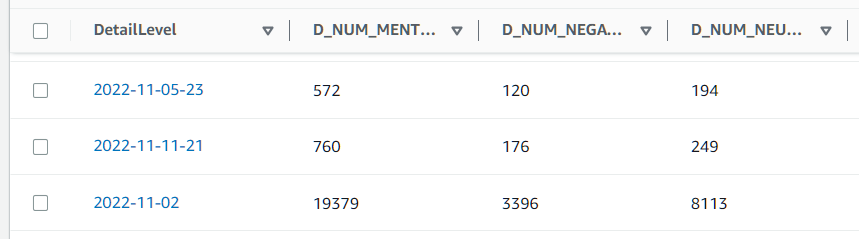 DetailLevel D_NUM_MENT... D_NUM_NEGA... D_NUM_NEU...
2022-11-05-23 572 120 194
2022-11-11-21 760 176 249
2022-11-02 19379 3396 8113